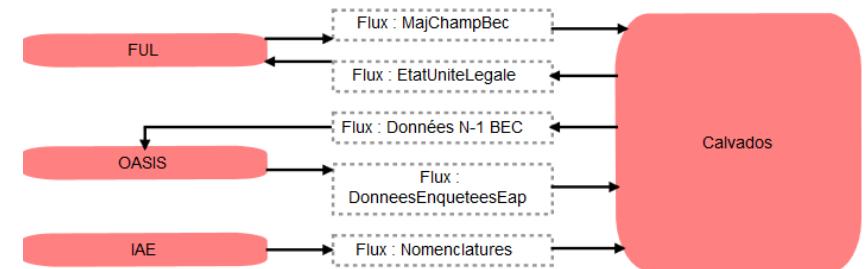 Flux : MajChampBec
FUL
Flux : EtatUniteLegale
Flux : Données N-1 BEC
Calvados
OASIS
Flux :
DonneesEnqueteesEap
IAE
Flux : Nomenclatures